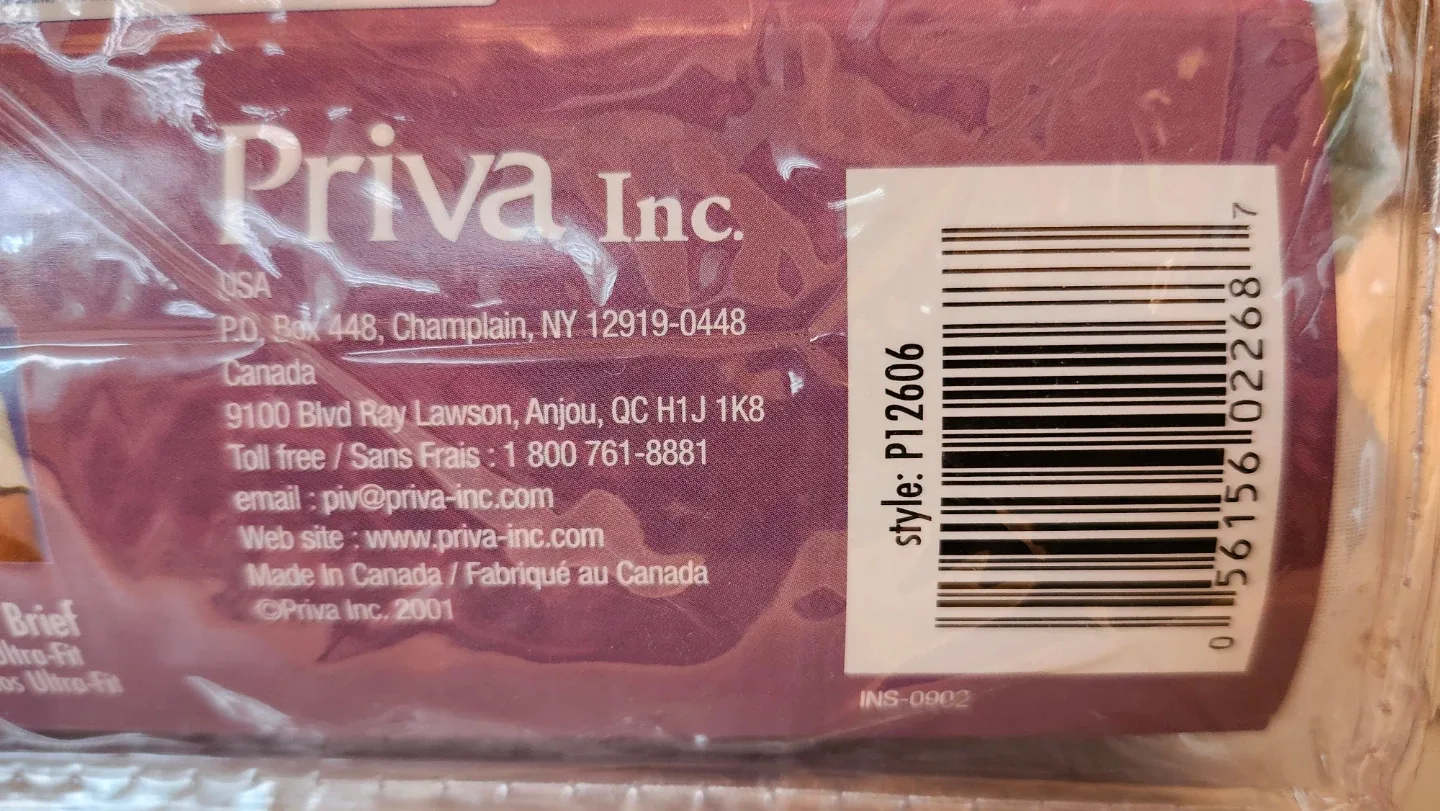 Priva Inc.
USA
P.O. Box 448, Champlain, NY 12919-0448
Canada
9100 Blvd Ray Lawson, Anjou, QC H1J 1K8
Toll free / Sans Frais : 1 800 761-8881
email : piv@priva-inc.com
Web site : www.priva-inc.com
Made In Canada / Fabriqué au Canada
©Priva Inc. 2001
Brief
Ultra-Fit
Ultra-Fit
style: P12606
0 56156 02268 7
INS-0902